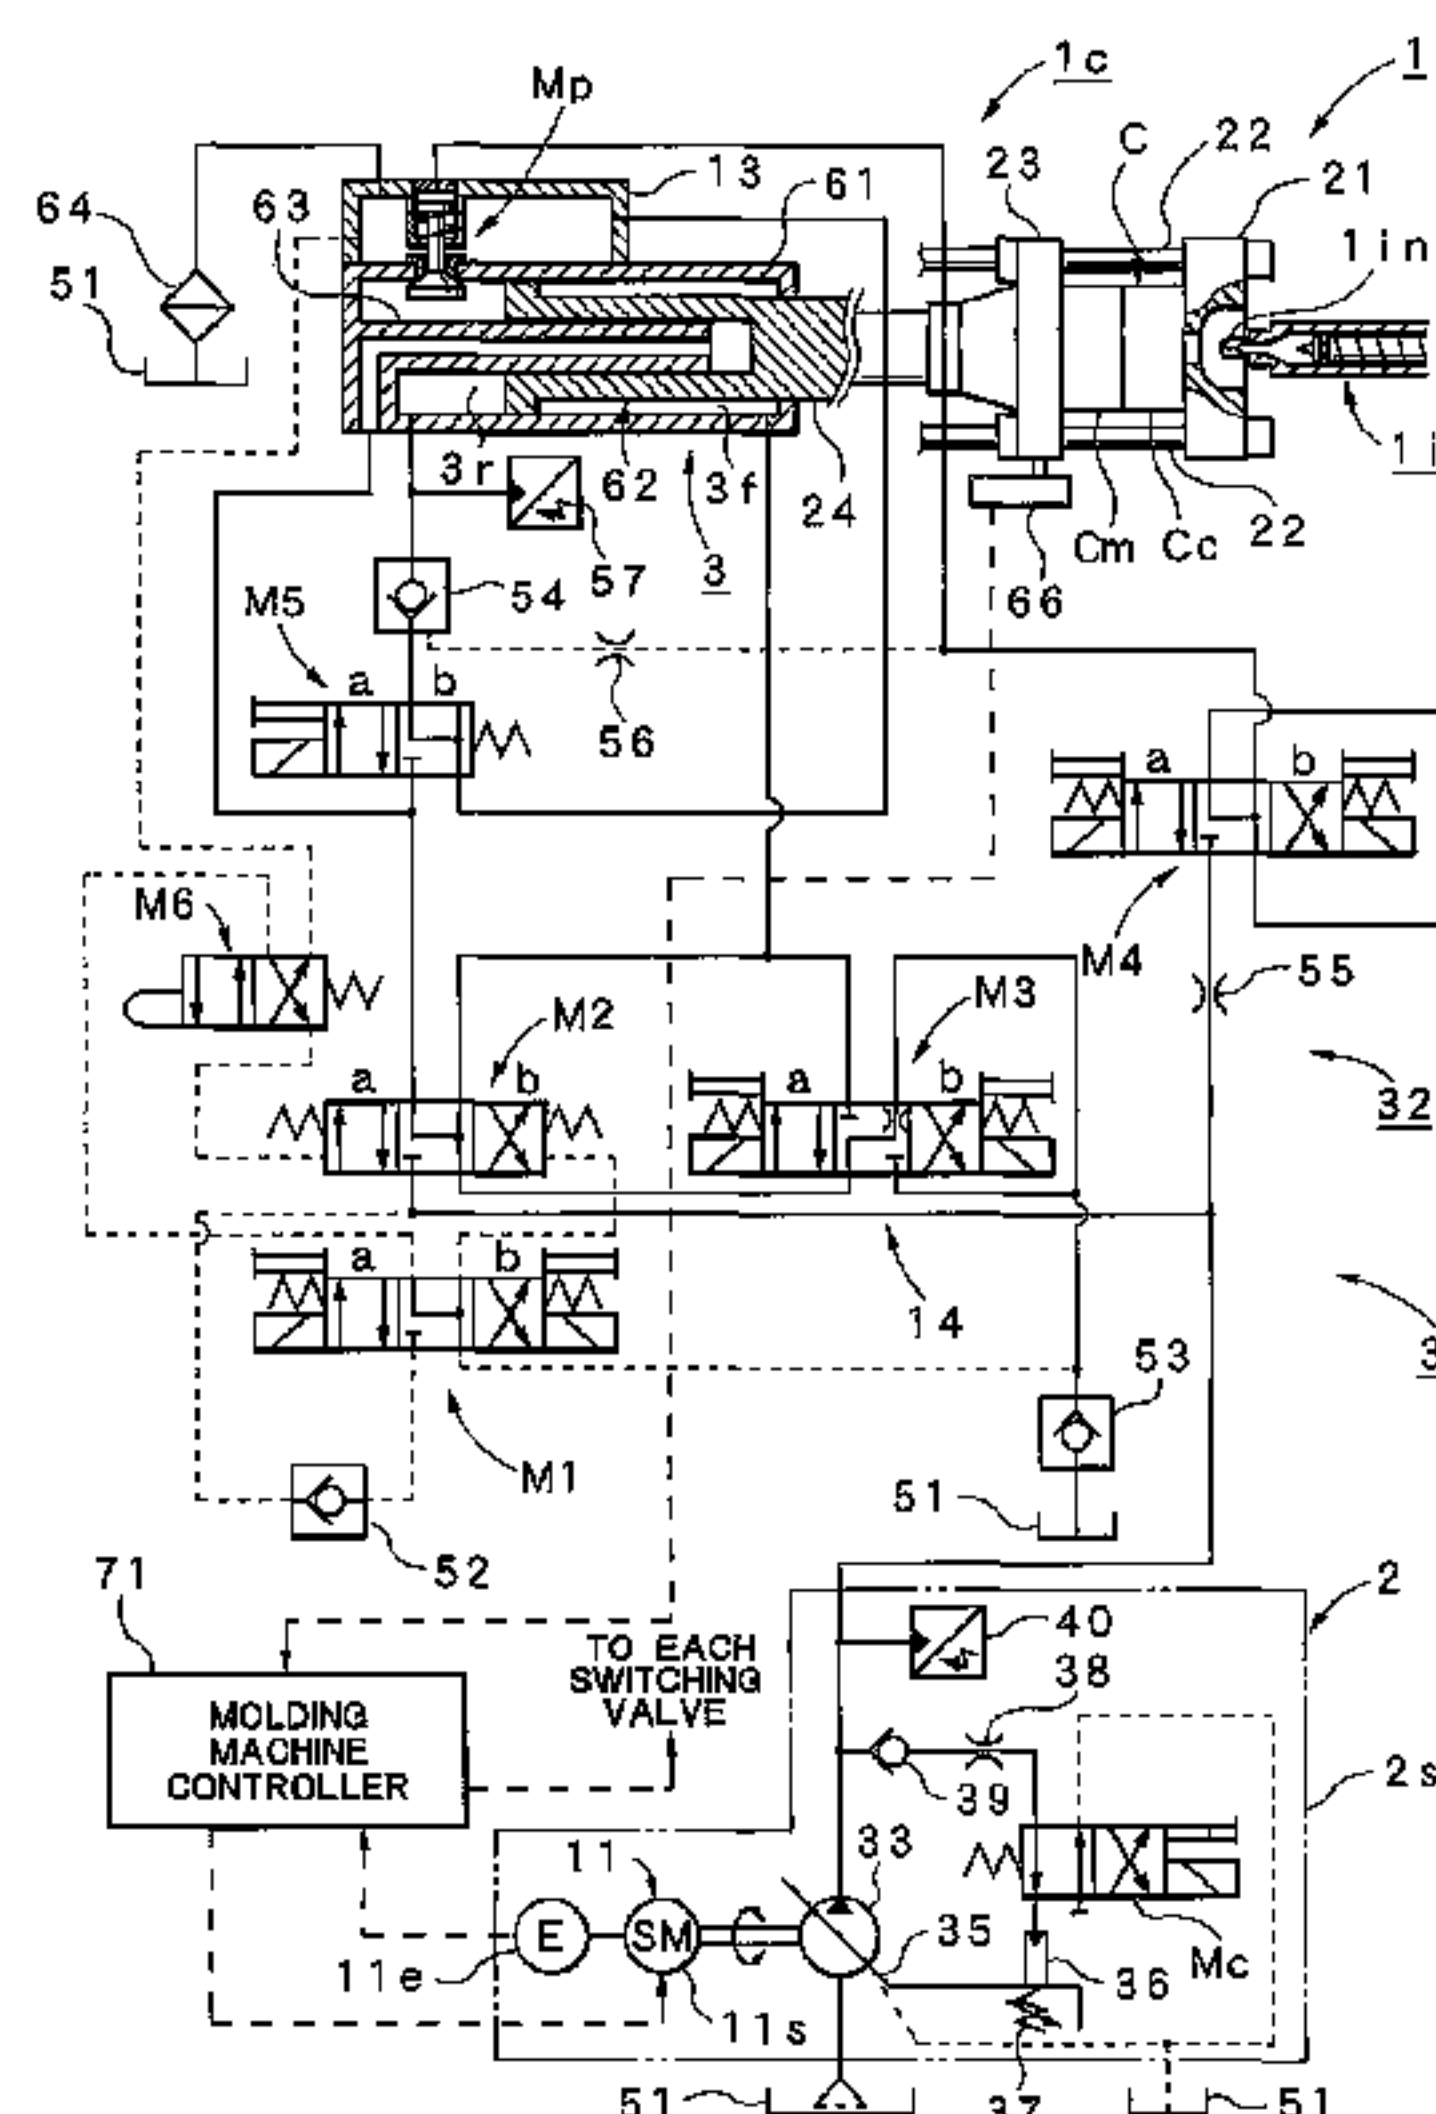 1c
1
Mp
C
22
23
13
61
21
64
63
1in
51
3r
62
3f
24
1i
57
3
Cm
Cc
22
54
66
M5
a
b
56
a
b
M6
M4
55
M3
M2
a
b
a
b
32
a
b
14
53
3
M1
51
52
71
2
40
TO EACH
SWITCHING
VALVE
38
MOLDING
MACHINE
CONTROLLER
39
2s
11
33
E
SM
35
11e
36
Mc
11s
51
37
51